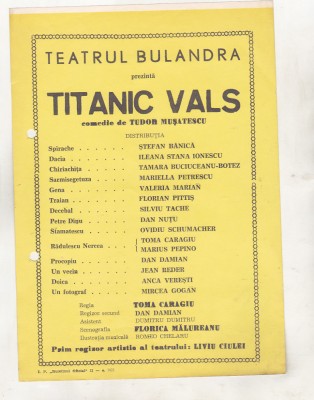 TEATRUL BULANDRA
prezintă
TITANIC VALS
comedie de TUDOR MUŞATESCU
DISTRIBUŢIA
Spirache . . . . . . ŞTEFAN BĂNICĂ
Dacia . . . . . . ILEANA STANA IONESCU
Chiriachiţa . . . . . TAMARA BUCIUCEANU-BOTEZ
Sarmisegetuza . . . . . MARIELLA PETRESCU
Gena . . . . . . VALERIA MARIAN
Traian . . . . . . FLORIAN PITTIŞ
Decebal . . . . . . SILVIU TACHE
Petre Dinu . . . . . DAN NUŢU
Stamatescu . . . . . OVIDIU SCHUMACHER
Rădulescu Nercea . . . . TOMA CARAGIU
MARIUS PEPINO
Procopiu . . . . . . DAN DAMIAN
Un vecin . . . . . . JEAN REDER
Doica . . . . . . ANCA VEREŞTI
Un fotograf . . . . . MIRCEA GOGAN
Regia TOMA CARAGIU
Regizor secund DAN DAMIAN
Asistent DUMITRU DUMITRU
Scenografia FLORICA MĂLUREANU
Ilustraţia muzicală ROMEO CHELARU
Prim regizor artistic al teatrului: LIVIU CIULEI